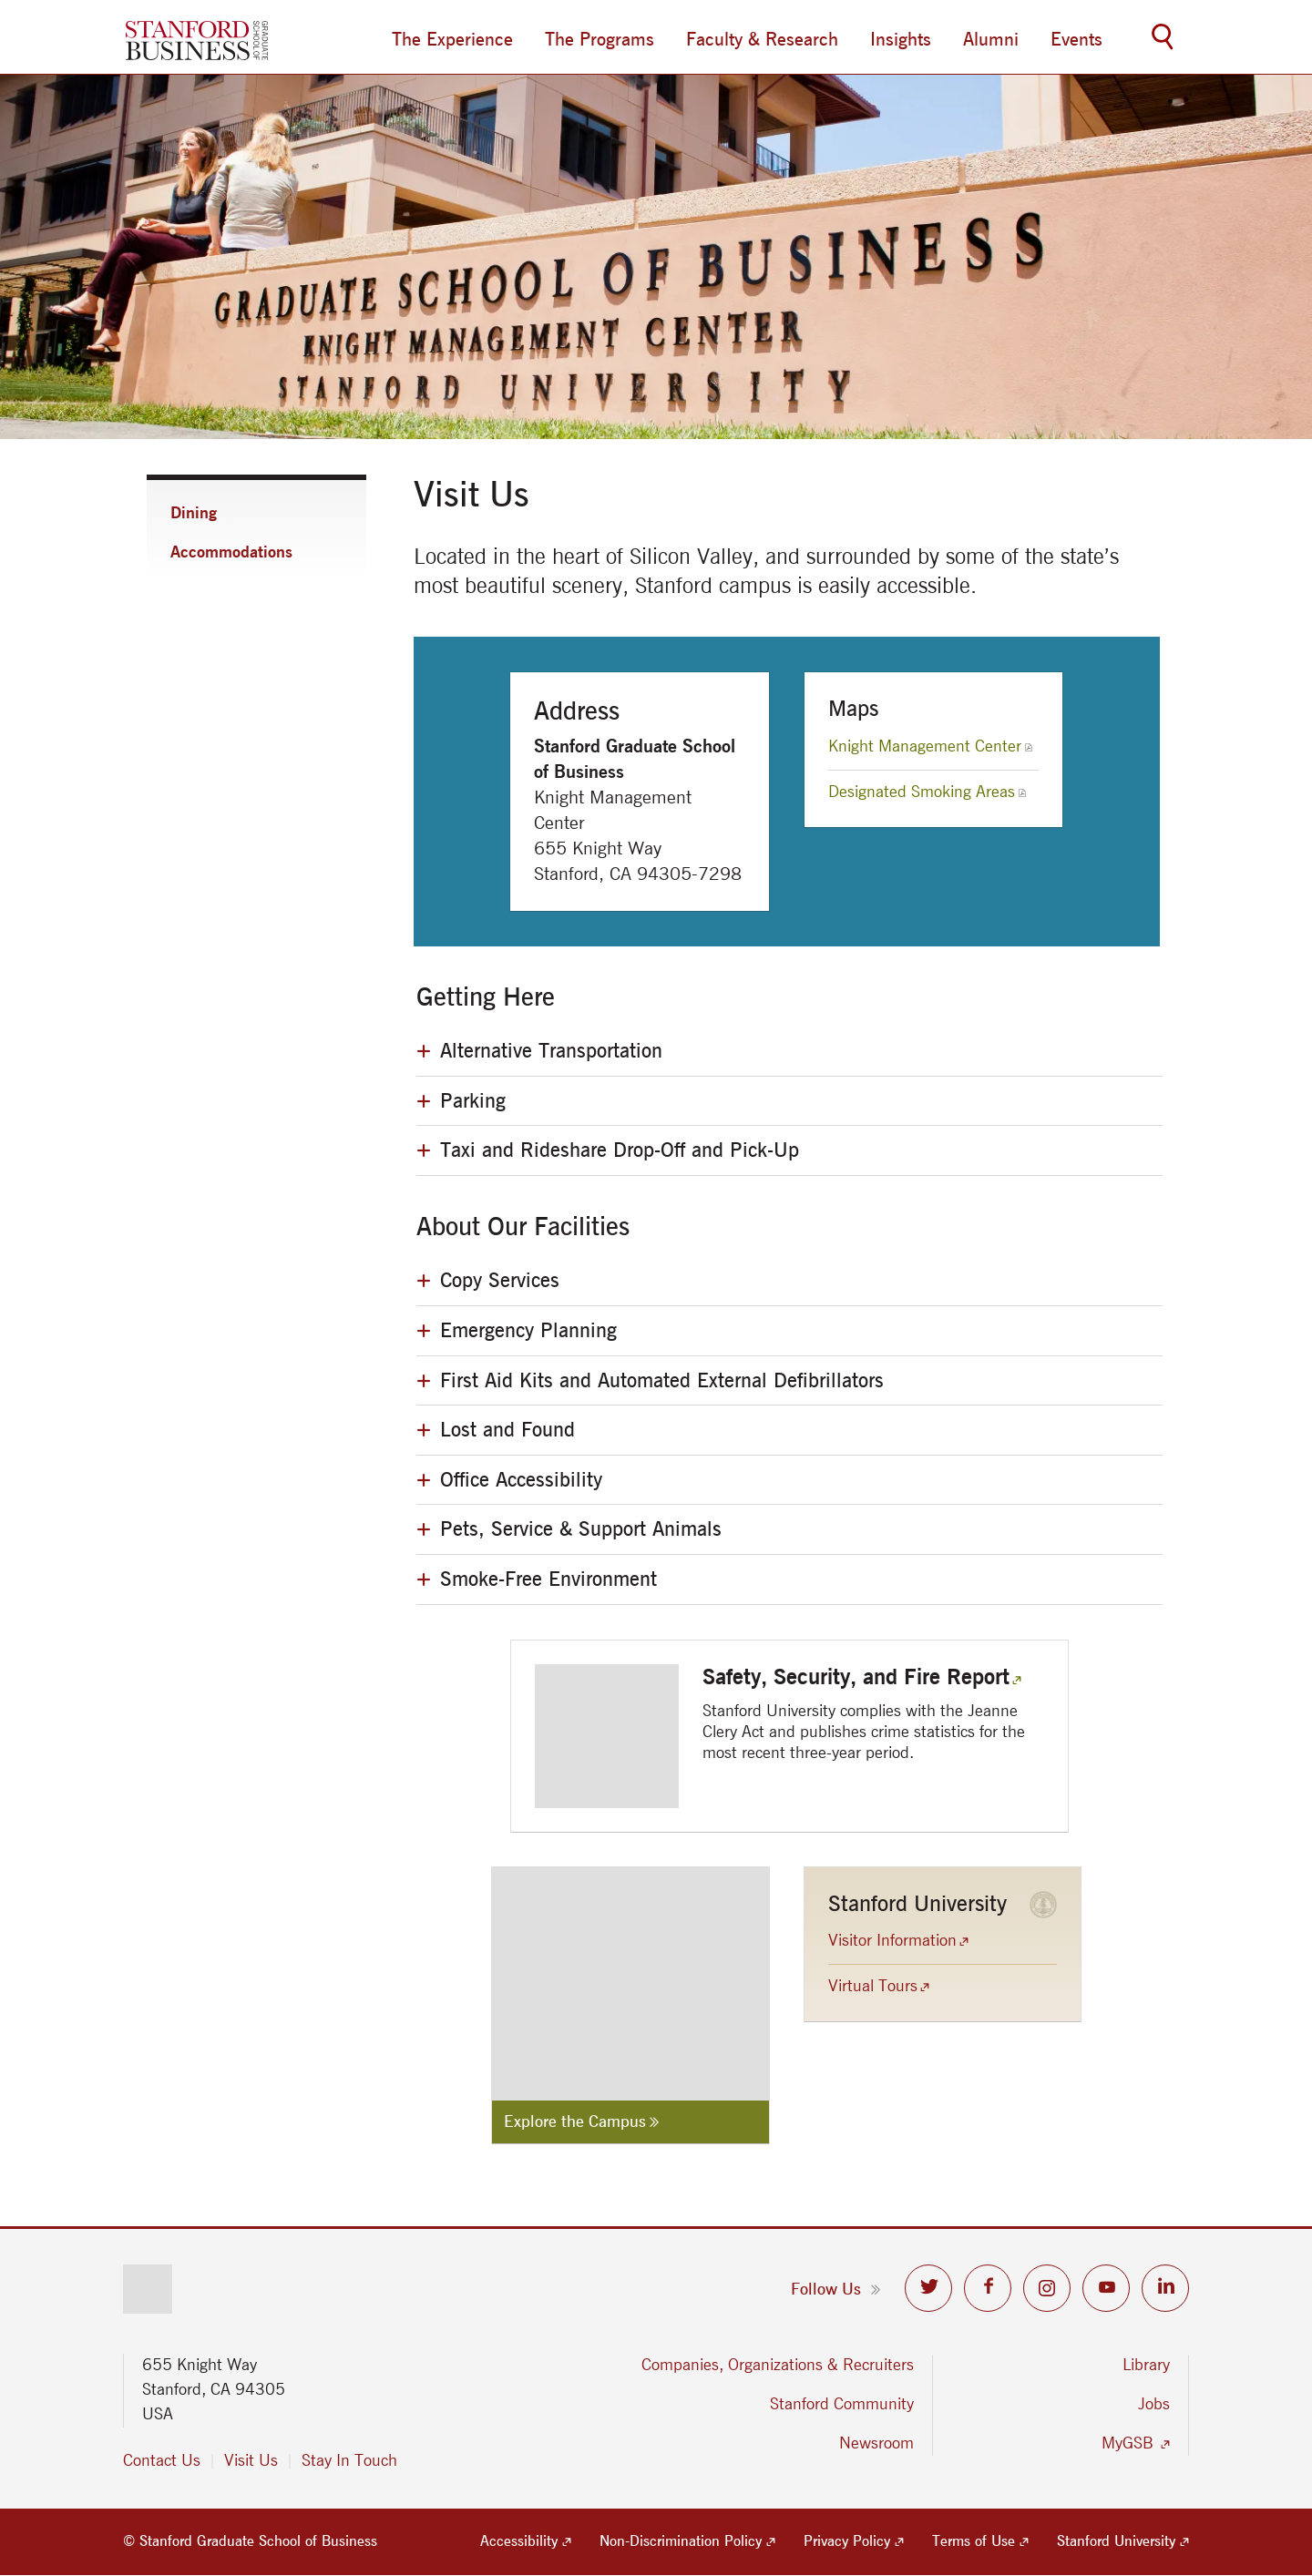 STANFORD
BUSINESS
GRADUATE
SCHOOL OF
The Experience
The Programs
Faculty & Research
Insights
Alumni
Events
GRADUATE SCHOOL OF BUSINESS
KNIGHT MANAGEMENT CENTER
STANFORD UNIVERSITY
Dining
Accommodations
Visit Us
Located in the heart of Silicon Valley, and surrounded by some of the state’s
most beautiful scenery, Stanford campus is easily accessible.
Address
Stanford Graduate School
of Business
Knight Management
Center
655 Knight Way
Stanford, CA 94305-7298
Maps
Knight Management Center
Designated Smoking Areas
Getting Here
+ Alternative Transportation
+ Parking
+ Taxi and Rideshare Drop-Off and Pick-Up
About Our Facilities
+ Copy Services
+ Emergency Planning
+ First Aid Kits and Automated External Defibrillators
+ Lost and Found
+ Office Accessibility
+ Pets, Service & Support Animals
+ Smoke-Free Environment
Safety, Security, and Fire Report
Stanford University complies with the Jeanne
Clery Act and publishes crime statistics for the
most recent three-year period.
Explore the Campus
Stanford University
Visitor Information
Virtual Tours
Follow Us
655 Knight Way
Stanford, CA 94305
USA
Contact Us | Visit Us | Stay In Touch
Companies, Organizations & Recruiters
Stanford Community
Newsroom
Library
Jobs
MyGSB
© Stanford Graduate School of Business
Accessibility
Non-Discrimination Policy
Privacy Policy
Terms of Use
Stanford University